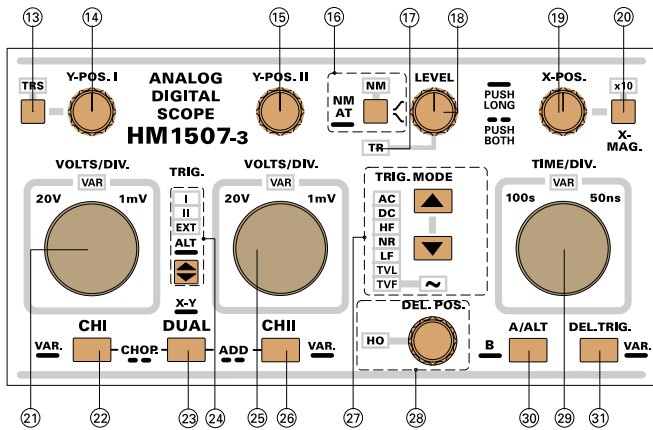 13 14 15 16 17 18 19 20
TRS
Y-POS. I
ANALOG
DIGITAL
SCOPE
HM1507-3
Y-POS. II
NM
AT
NM
LEVEL
TR
PUSH
LONG
PUSH
BOTH
X-POS.
x10
X-
MAG.
VOLTS/DIV.
VAR
20V 1mV
TRIG.
I
II
EXT
ALT
VOLTS/DIV.
VAR
20V 1mV
TRIG. MODE
AC
DC
HF
NR
LF
TVL
TVF
~
TIME/DIV.
VAR
100s 50ns
X-Y
CHI
VAR.
CHOP.
DUAL
ADD
CHII
VAR.
DEL. POS.
HO
A/ALT
B
DEL.TRIG.
VAR.
21 22 23 24 25 26 27 28 30 29 31